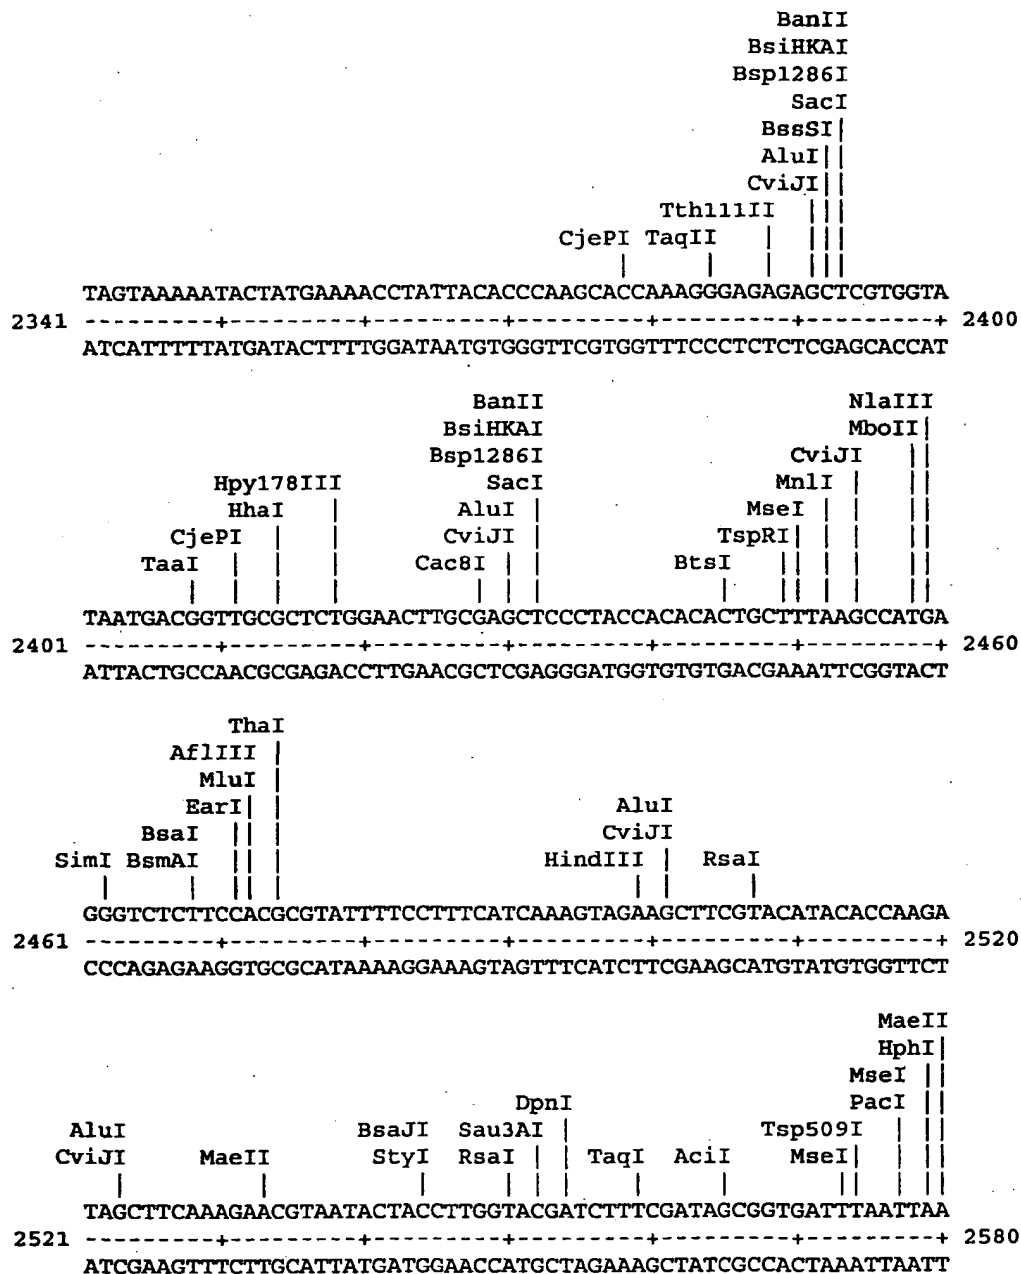 BanII
BsiHKAI
Bsp1286I
SacI
BssSI|
AluI||
CviJI||
Tth111II |||
CjePI TaqII | |||
| | | |||
TAGTAAAAATACTATGAAAACCTATTACACCCAAGCACCAAAGGGAGAGAGCTCGTGGTA
2341 ---------+---------+---------+---------+---------+---------+ 2400
ATCATTTTTATGATACTTTTGGATAATGTGGGTTCGTGGTTTCCCTCTCTCGAGCACCAT
BanII NlaIII
BsiHKAI MboII|
Bsp1286I CviJI ||
Hpy178III SacI MnlI | ||
HhaI | AluI | MseI | | ||
CjePI | | CviJI | TspRI| | | ||
TaaI | | | Cac8I | | BtsI || | | ||
| | | | | | | | || | | ||
TAATGACGGTTGCGCTCTGGAACTTGCGAGCTCCCTACCACACACTGCTTTAAGCCATGA
2401 ---------+---------+---------+---------+---------+---------+ 2460
ATTACTGCCAACGCGAGACCTTGAACGCTCGAGGGATGGTGTGTGACGAAATTCGGTACT
ThaI
AflIII |
MluI |
EarI| | AluI
BsaI || | CviJI
SimI BsmAI || | HindIII | RsaI
| | || | | | |
GGGTCTCTTCCACGCGTATTTTCCTTTCATCAAAGTAGAAGCTTCGTACATACACCAAGA
2461 ---------+---------+---------+---------+---------+---------+ 2520
CCCAGAGAAGGTGCGCATAAAAGGAAAGTAGTTTCATCTTCGAAGCATGTATGTGGTTCT
MaeII
HphI|
MseI ||
DpnI PacI ||
AluI BsaJI Sau3AI | Tsp509I | ||
CviJI MaeII StyI RsaI | | TaqI AciI MseI| | ||
| | | | | | | | || | ||
TAGCTTCAAAGAACGTAATACTACCTTGGTACGATCTTTCGATAGCGGTGATTTAATTAA
2521 ---------+---------+---------+---------+---------+---------+ 2580
ATCGAAGTTTCTTGCATTATGATGGAACCATGCTAGAAAGCTATCGCCACTAAATTAATT